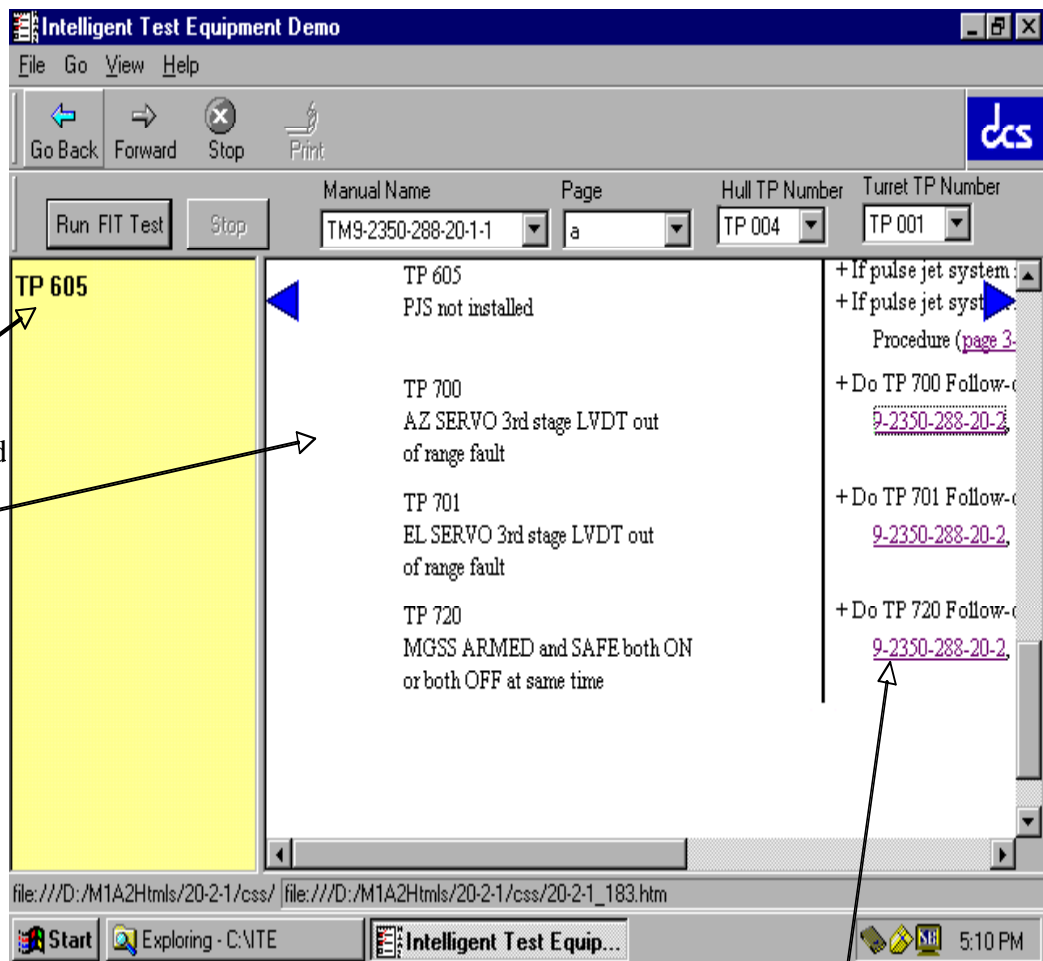 Intelligent Test Equipment Demo
File Go View Help
Go Back Forward Stop Print
dcs
Manual Name Page Hull TP Number Turret TP Number
Run FIT Test Stop TM9-2350-288-20-1-1 a TP 004 TP 001
TP 605
TP 605 +If pulse jet system
PJS not installed +If pulse jet syst
Procedure (page 3-
TP 700 +Do TP 700 Follow-
AZ SERVO 3rd stage LVDT out 9-2350-288-20-2,
of range fault
d
TP 701 +Do TP 701 Follow-
EL SERVO 3rd stage LVDT out 9-2350-288-20-2,
of range fault
TP 720 +Do TP 720 Follow-
MGSS ARMED and SAFE both ON 9-2350-288-20-2,
or both OFF at same time
file:///D:/M1A2Htmls/20-2-1/css/ file:///D:/M1A2Htmls/20-2-1/css/20-2-1_183.htm
Start Exploring - C:\ITE Intelligent Test Equip... 5:10 PM